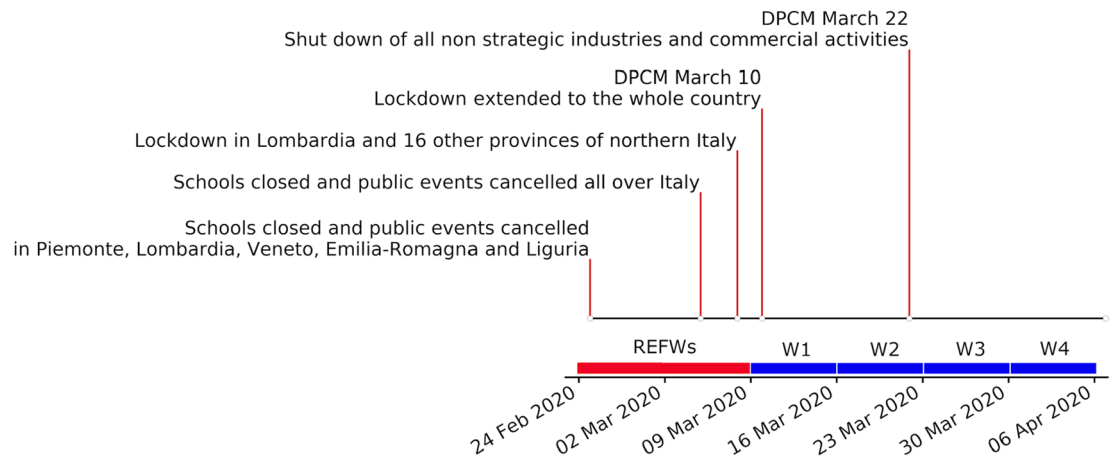 DPCM March 22
Shut down of all non strategic industries and commercial activities
DPCM March 10
Lockdown extended to the whole country
Lockdown in Lombardia and 16 other provinces of northern Italy
Schools closed and public events cancelled all over Italy
Schools closed and public events cancelled
in Piemonte, Lombardia, Veneto, Emilia-Romagna and Liguria
REFWs
W1
W2
W3
W4
24 Feb 2020
02 Mar 2020
09 Mar 2020
16 Mar 2020
23 Mar 2020
30 Mar 2020
06 Apr 2020